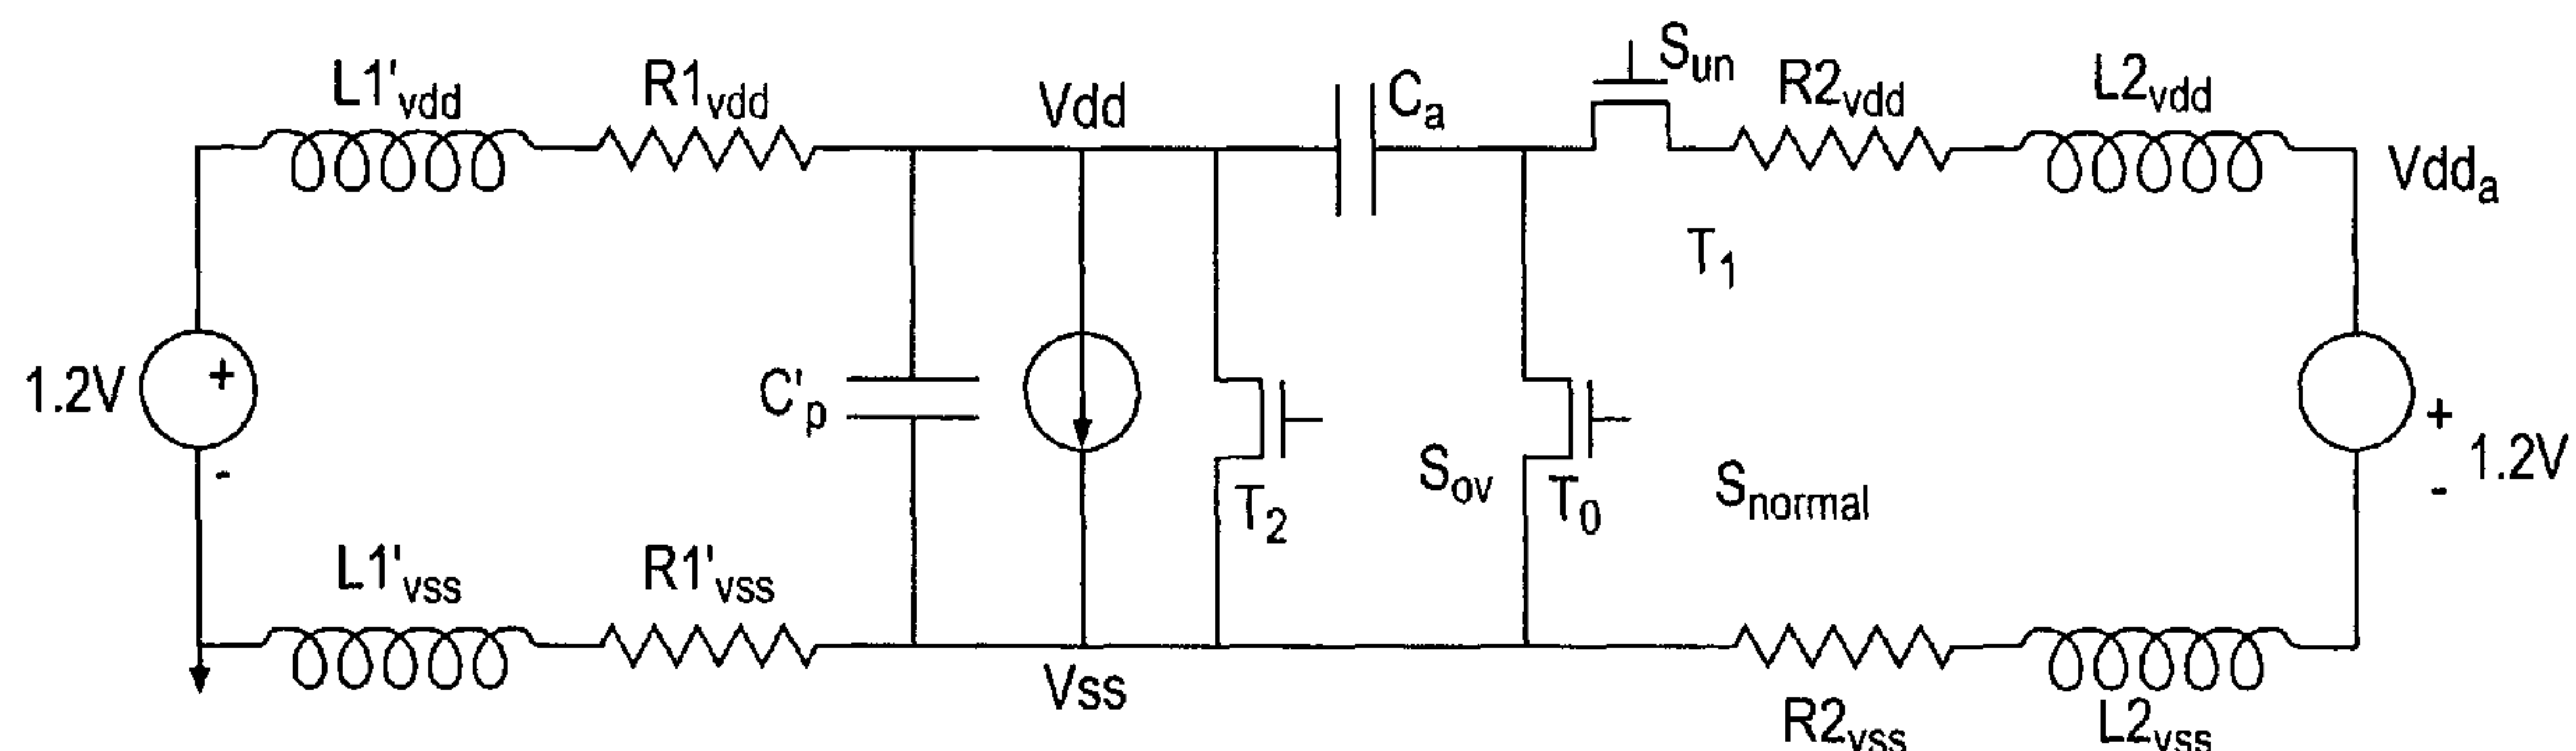 L1'vdd
R1vdd
Vdd
Ca
Sun
R2vdd
L2vdd
Vdda
T1
1.2V
+
-
C'p
T2
Sov
T0
Snormal
+
1.2V
-
L1'vss
R1'vss
Vss
R2vss
L2vss